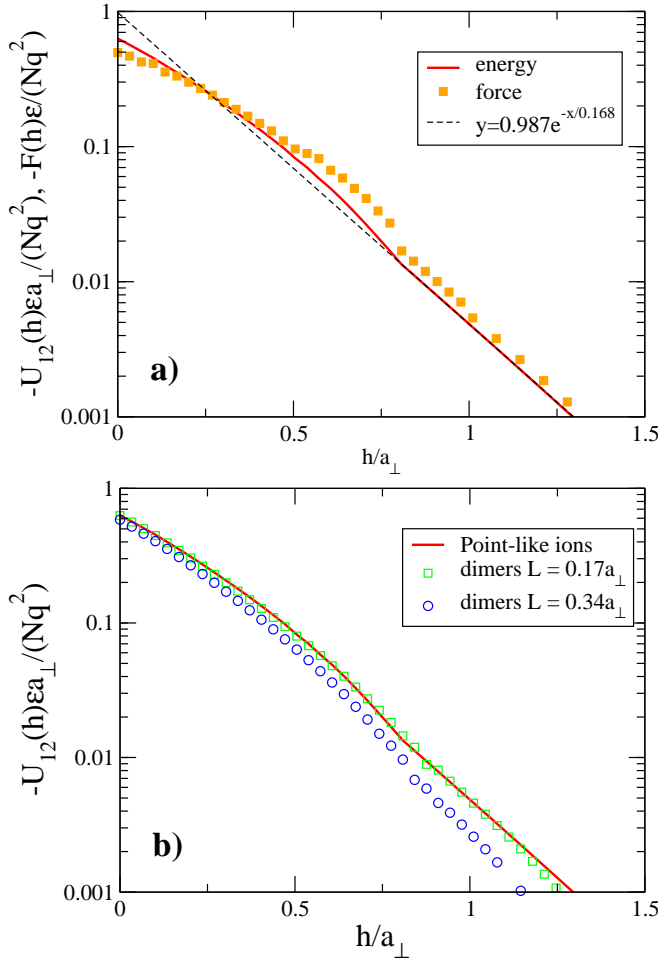 1
0.1
0.01
0.001
-U₁₂(h)εa⊥/(Nq²), -F(h)ε/(Nq²)
energy
force
y=0.987e^-x/0.168
a)
0
0.5
1
1.5
h/a⊥
1
0.1
0.01
0.001
-U₁₂(h)εa⊥/(Nq²)
Point-like ions
dimers L = 0.17a⊥
dimers L = 0.34a⊥
b)
0
0.5
1
1.5
h/a⊥